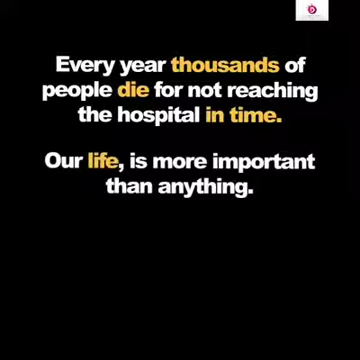 Every year thousands of
people die for not reaching
the hospital in time.
Our life, is more important
than anything.